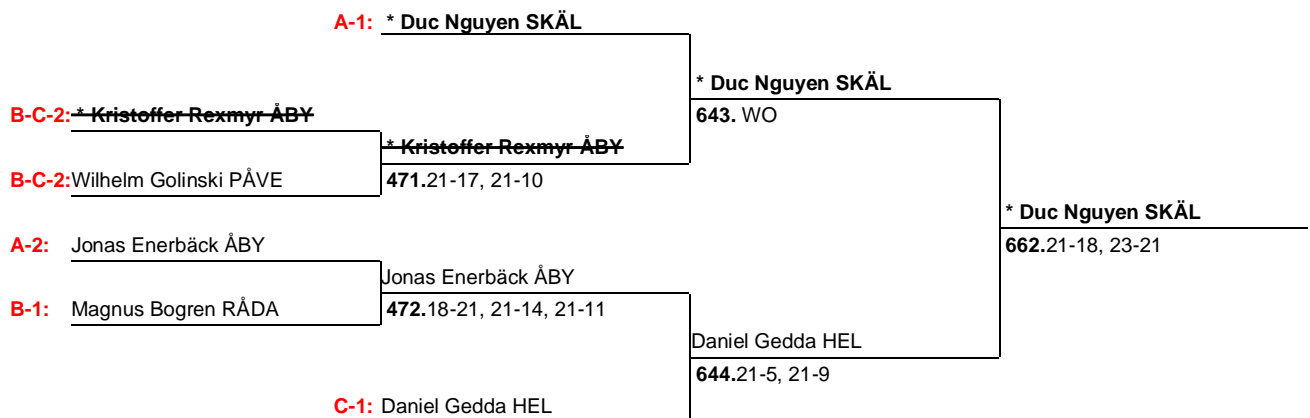 A-1: * Duc Nguyen SKÄL
* Duc Nguyen SKÄL
B-C-2: * Kristoffer Rexmyr ÅBY
643. WO
* Kristoffer Rexmyr ÅBY
B-C-2: Wilhelm Golinski PÅVE
471.21-17, 21-10
* Duc Nguyen SKÄL
A-2: Jonas Enerbäck ÅBY
662.21-18, 23-21
Jonas Enerbäck ÅBY
B-1: Magnus Bogren RÅDA
472.18-21, 21-14, 21-11
Daniel Gedda HEL
644.21-5, 21-9
C-1: Daniel Gedda HEL